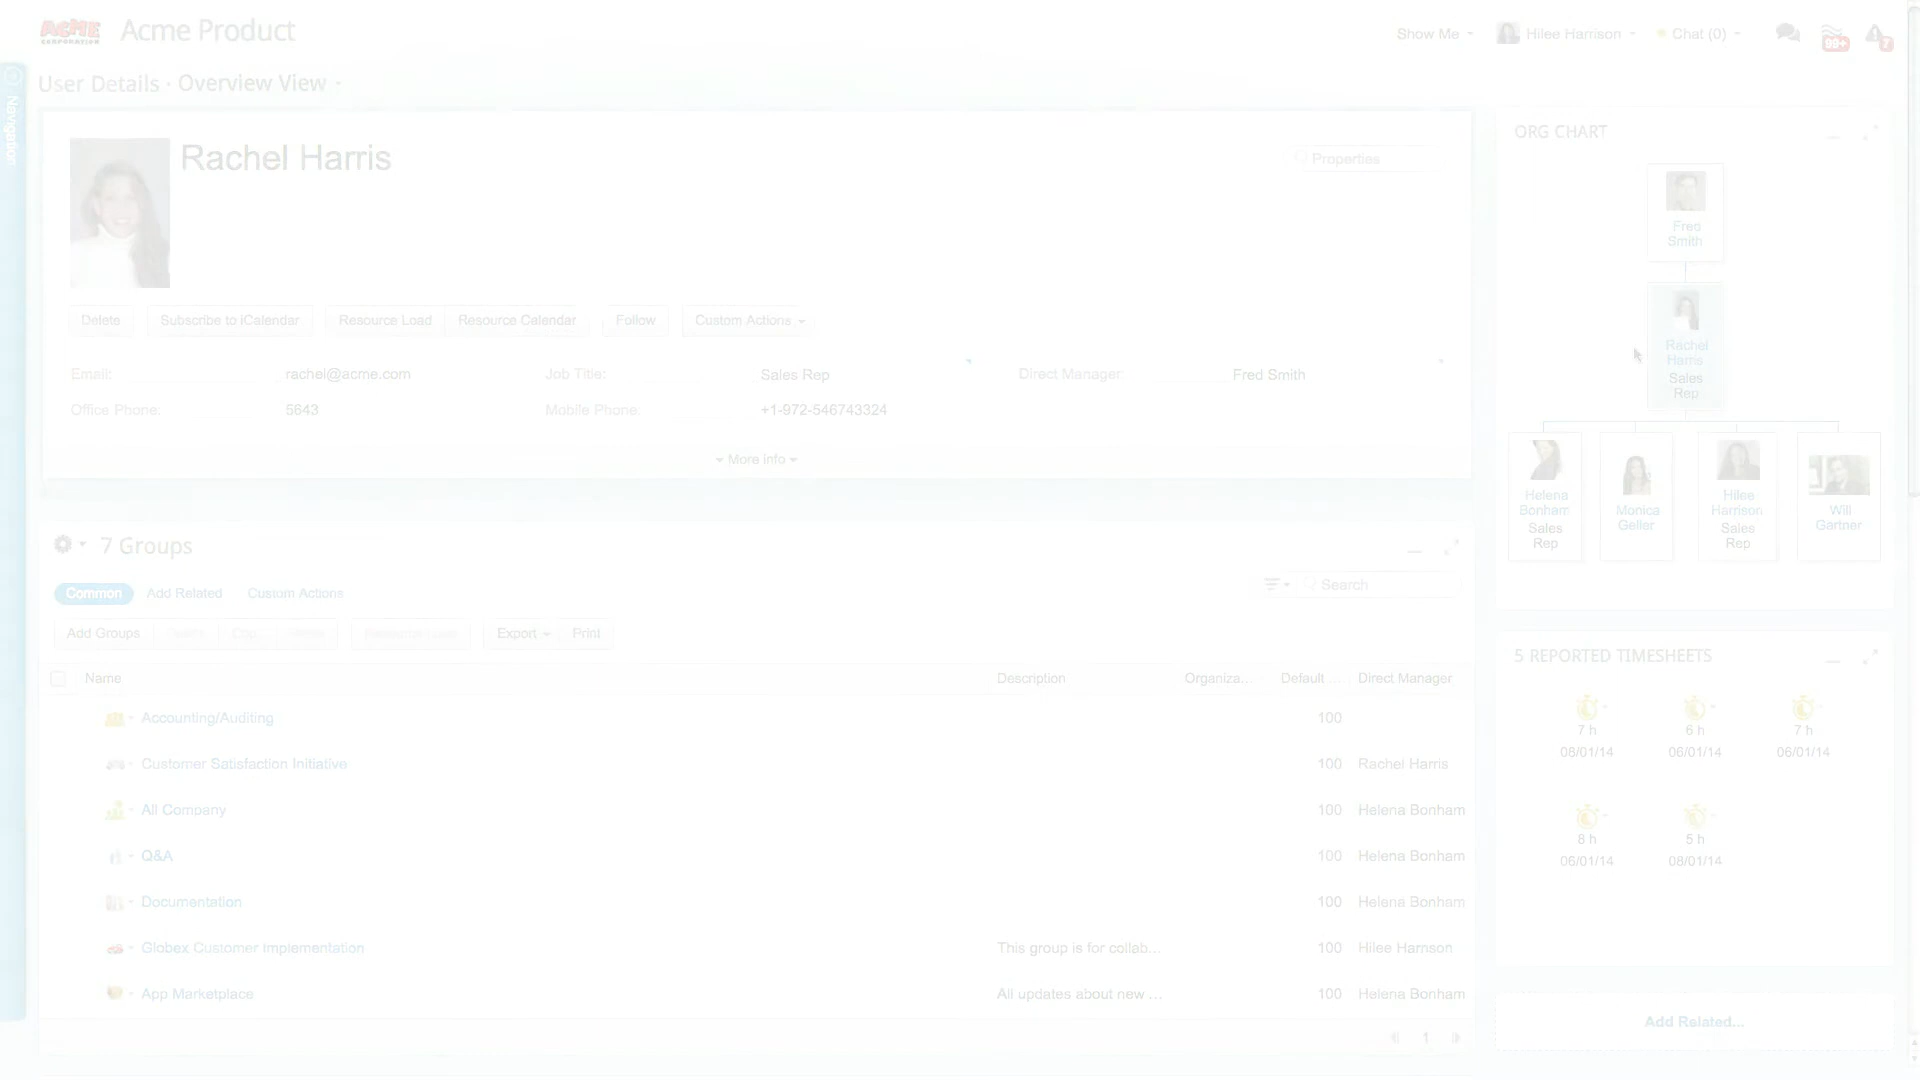 ACME
CORPORATION
Acme Product
Show Me
Hilee Harrison
Chat (0)
99+
7
Navigation
User Details · Overview View
Rachel Harris
Properties
Delete
Subscribe to iCalendar
Resource Load
Resource Calendar
Follow
Custom Actions
Email:
rachel@acme.com
Job Title:
Sales Rep
Direct Manager:
Fred Smith
Office Phone:
5643
Mobile Phone:
+1-972-546743324
More Info
ORG CHART
Fred
Smith
Rachel
Harris
Sales
Rep
Helena
Bonham
Sales
Rep
Monica
Geller
Hilee
Harrison
Sales
Rep
Will
Gartner
7 Groups
Common
Add Related
Custom Actions
Search
Add Groups
Export
Print
Name
Description
Organiza...
Default ...
Direct Manager
Accounting/Auditing
100
Customer Satisfaction Initiative
100
Rachel Harris
All Company
100
Helena Bonham
Q&A
100
Helena Bonham
Documentation
100
Helena Bonham
Globex Customer Implementation
This group is for collab...
100
Hilee Harrison
App Marketplace
All updates about new ...
100
Helena Bonham
1
5 REPORTED TIMESHEETS
7 h
08/01/14
6 h
06/01/14
7 h
06/01/14
8 h
06/01/14
5 h
08/01/14
Add Related...